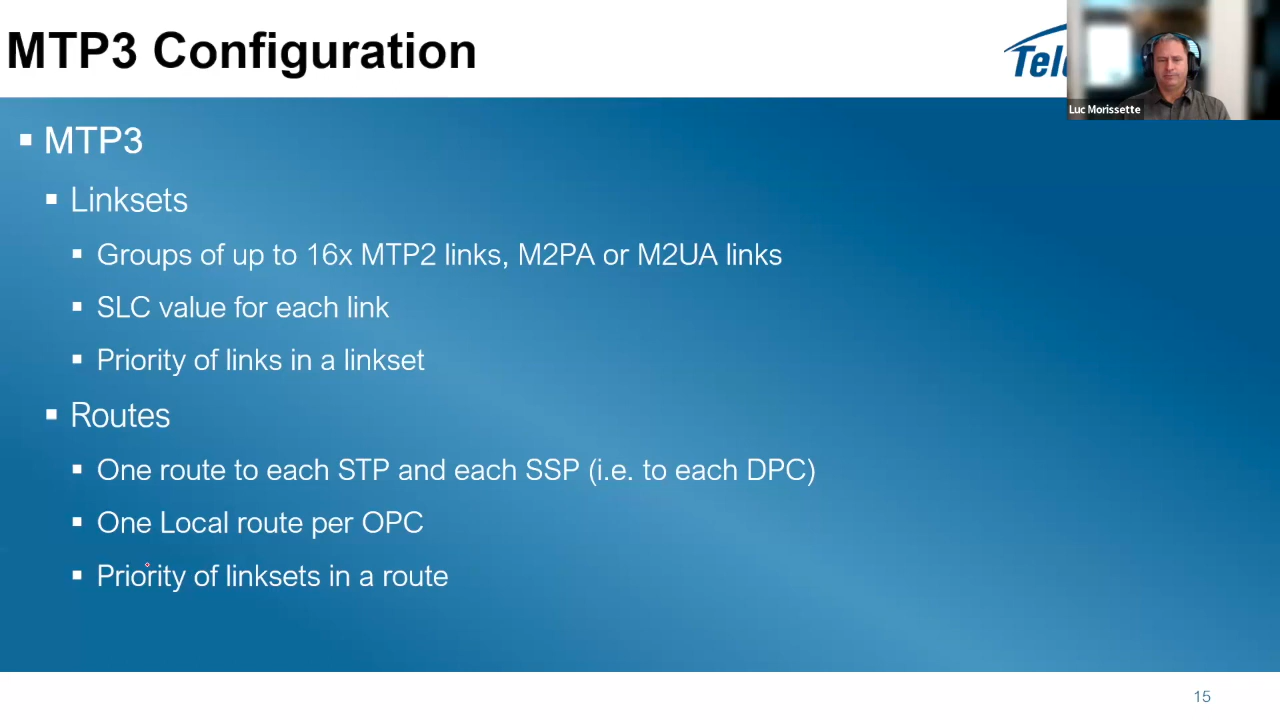 MTP3 Configuration
Luc Morissette
MTP3
Linksets
Groups of up to 16x MTP2 links, M2PA or M2UA links
SLC value for each link
Priority of links in a linkset
Routes
One route to each STP and each SSP (i.e. to each DPC)
One Local route per OPC
Priority of linksets in a route
15